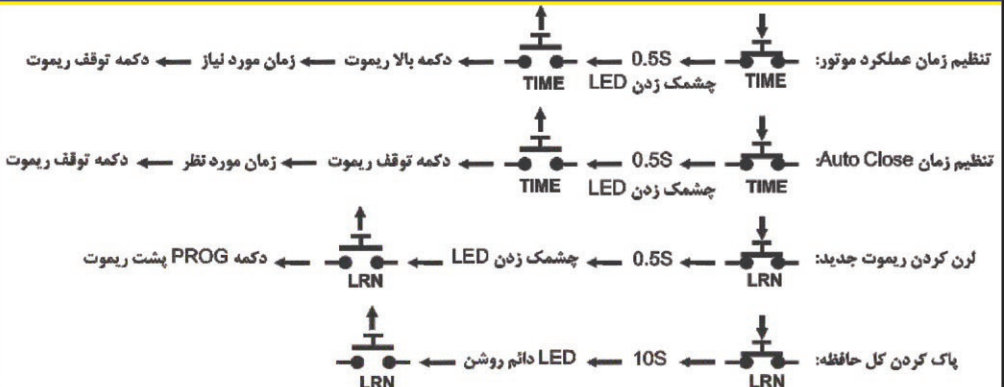 تنظیم زمان عملکرد موتور: TIME ← 0.5S چشمک زدن LED ← TIME ← دکمه بالا ریموت ← زمان مورد نیاز ← دکمه توقف ریموت
تنظیم زمان Auto Close: TIME ← 0.5S چشمک زدن LED ← TIME ← دکمه توقف ریموت ← زمان مورد نظر ← دکمه توقف ریموت
لرن کردن ریموت جدید: LRN ← 0.5S ← چشمک زدن LED ← LRN ← دکمه PROG پشت ریموت
پاک کردن کل حافظه: LRN ← 10S ← LED دائم روشن ← LRN